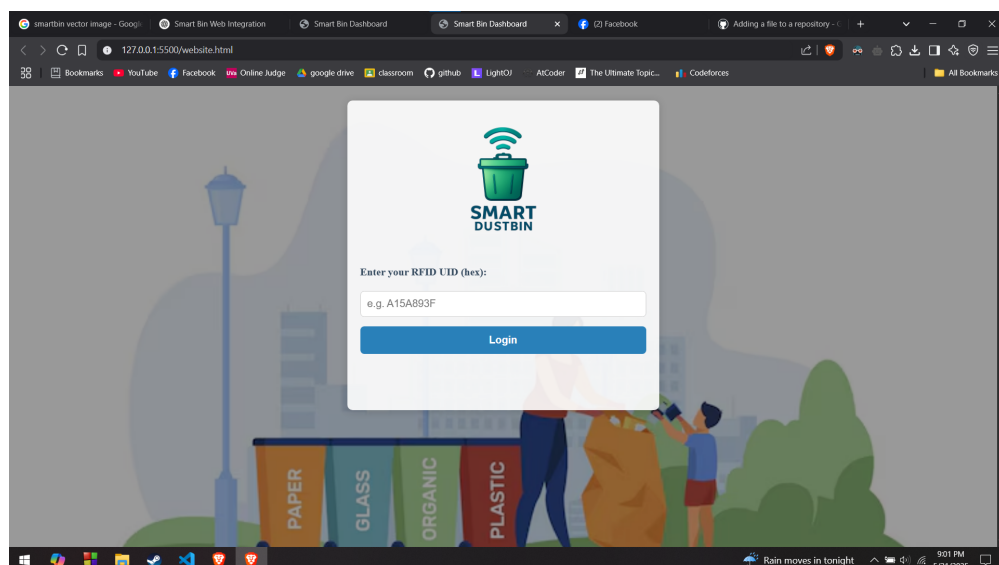 smartbin vector image - Googl
Smart Bin Web Integration
Smart Bin Dashboard
Smart Bin Dashboard
(2) Facebook
Adding a file to a repository -
127.0.0.1:5500/website.html
Bookmarks YouTube Facebook UVa Online Judge google drive classroom github L LightOJ AtCoder The Ultimate Topic... Codeforces All Bookmarks
SMART
DUSTBIN
Enter your RFID UID (hex):
e.g. A15A893F
Login
PAPER
GLASS
ORGANIC
PLASTIC
Rain moves in tonight
9:01 PM